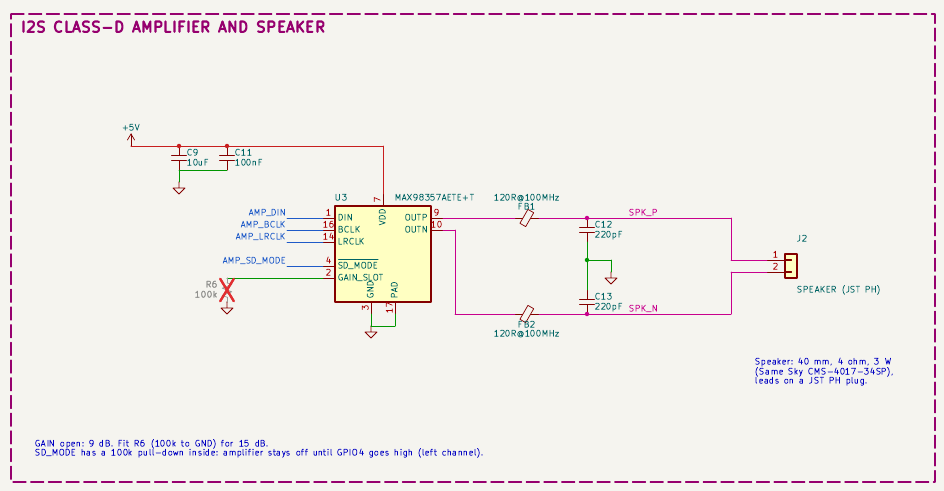 I2S CLASS-D AMPLIFIER AND SPEAKER
+5V
C9
10uF
C11
100nF
U3
MAX98357AETE+T
7
VDD
AMP_DIN
1
DIN
AMP_BCLK
16
BCLK
AMP_LRCLK
14
LRCLK
AMP_SD_MODE
4
SD_MODE
2
GAIN_SLOT
OUTP
9
OUTN
10
GND
3
PAD
17
R6
100k
120R@100MHz
FB1
SPK_P
C12
220pF
C13
220pF
SPK_N
FB2
120R@100MHz
J2
1
2
SPEAKER (JST PH)
Speaker: 40 mm, 4 ohm, 3 W
(Same Sky CMS-4017-34SP),
leads on a JST PH plug.
GAIN open: 9 dB. Fit R6 (100k to GND) for 15 dB.
SD_MODE has a 100k pull-down inside: amplifier stays off until GPIO4 goes high (left channel).